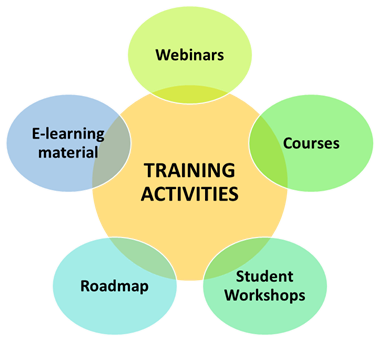 Webinars
E-learning
material
Courses
TRAINING
ACTIVITIES
Roadmap
Student
Workshops